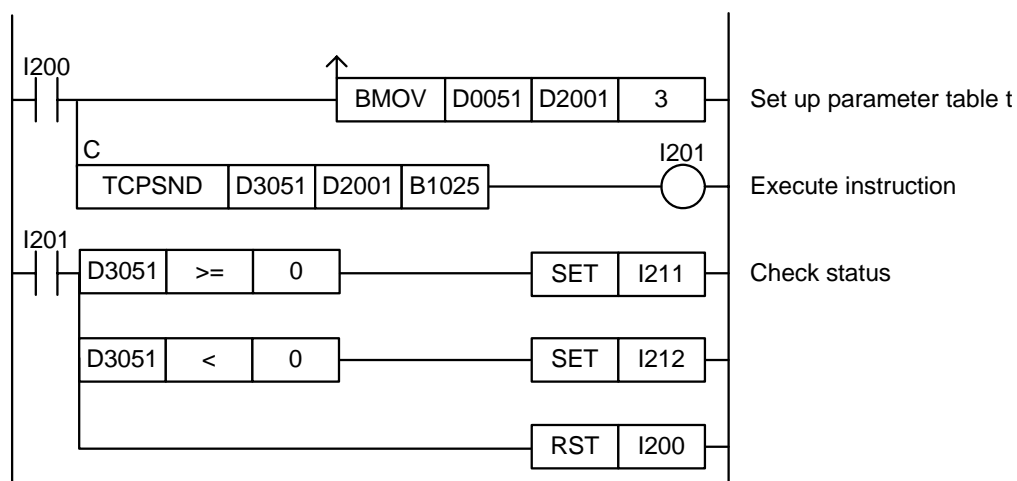 I200
BMOV D0051 D2001 3 Set up parameter table t
C
I201
TCPSND D3051 D2001 B1025 Execute instruction
I201
D3051 >= 0 SET I211 Check status
D3051 < 0 SET I212
RST I200